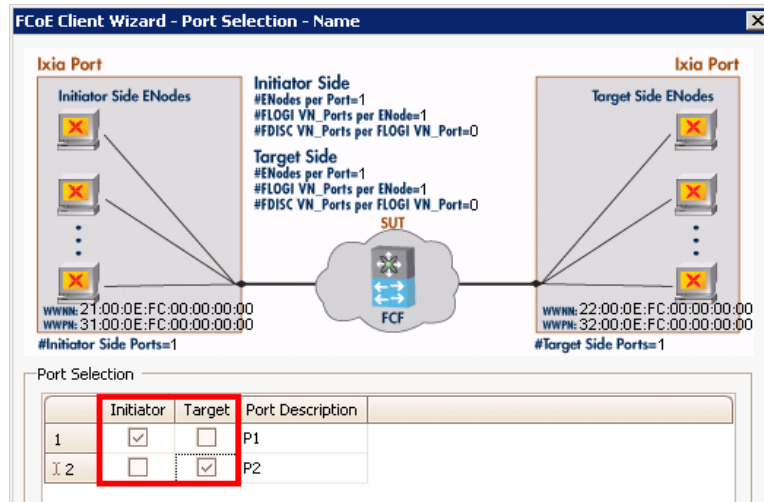 FCoE Client Wizard - Port Selection - Name
Ixia Port
Ixia Port
Initiator Side ENodes
Initiator Side
#ENodes per Port=1
#FLOGI VN_Ports per ENode=1
#FDISC VN_Ports per FLOGI VN_Port=0
Target Side
#ENodes per Port=1
#FLOGI VN_Ports per ENode=1
#FDISC VN_Ports per FLOGI VN_Port=0
Target Side ENodes
SUT
FCF
WWNN: 21:00:0E:FC:00:00:00:00
WWPN: 31:00:0E:FC:00:00:00:00
#Initiator Side Ports=1
WWNN: 22:00:0E:FC:00:00:00:00
WWPN: 32:00:0E:FC:00:00:00:00
#Target Side Ports=1
Port Selection
Initiator Target Port Description
1 P1
2 P2